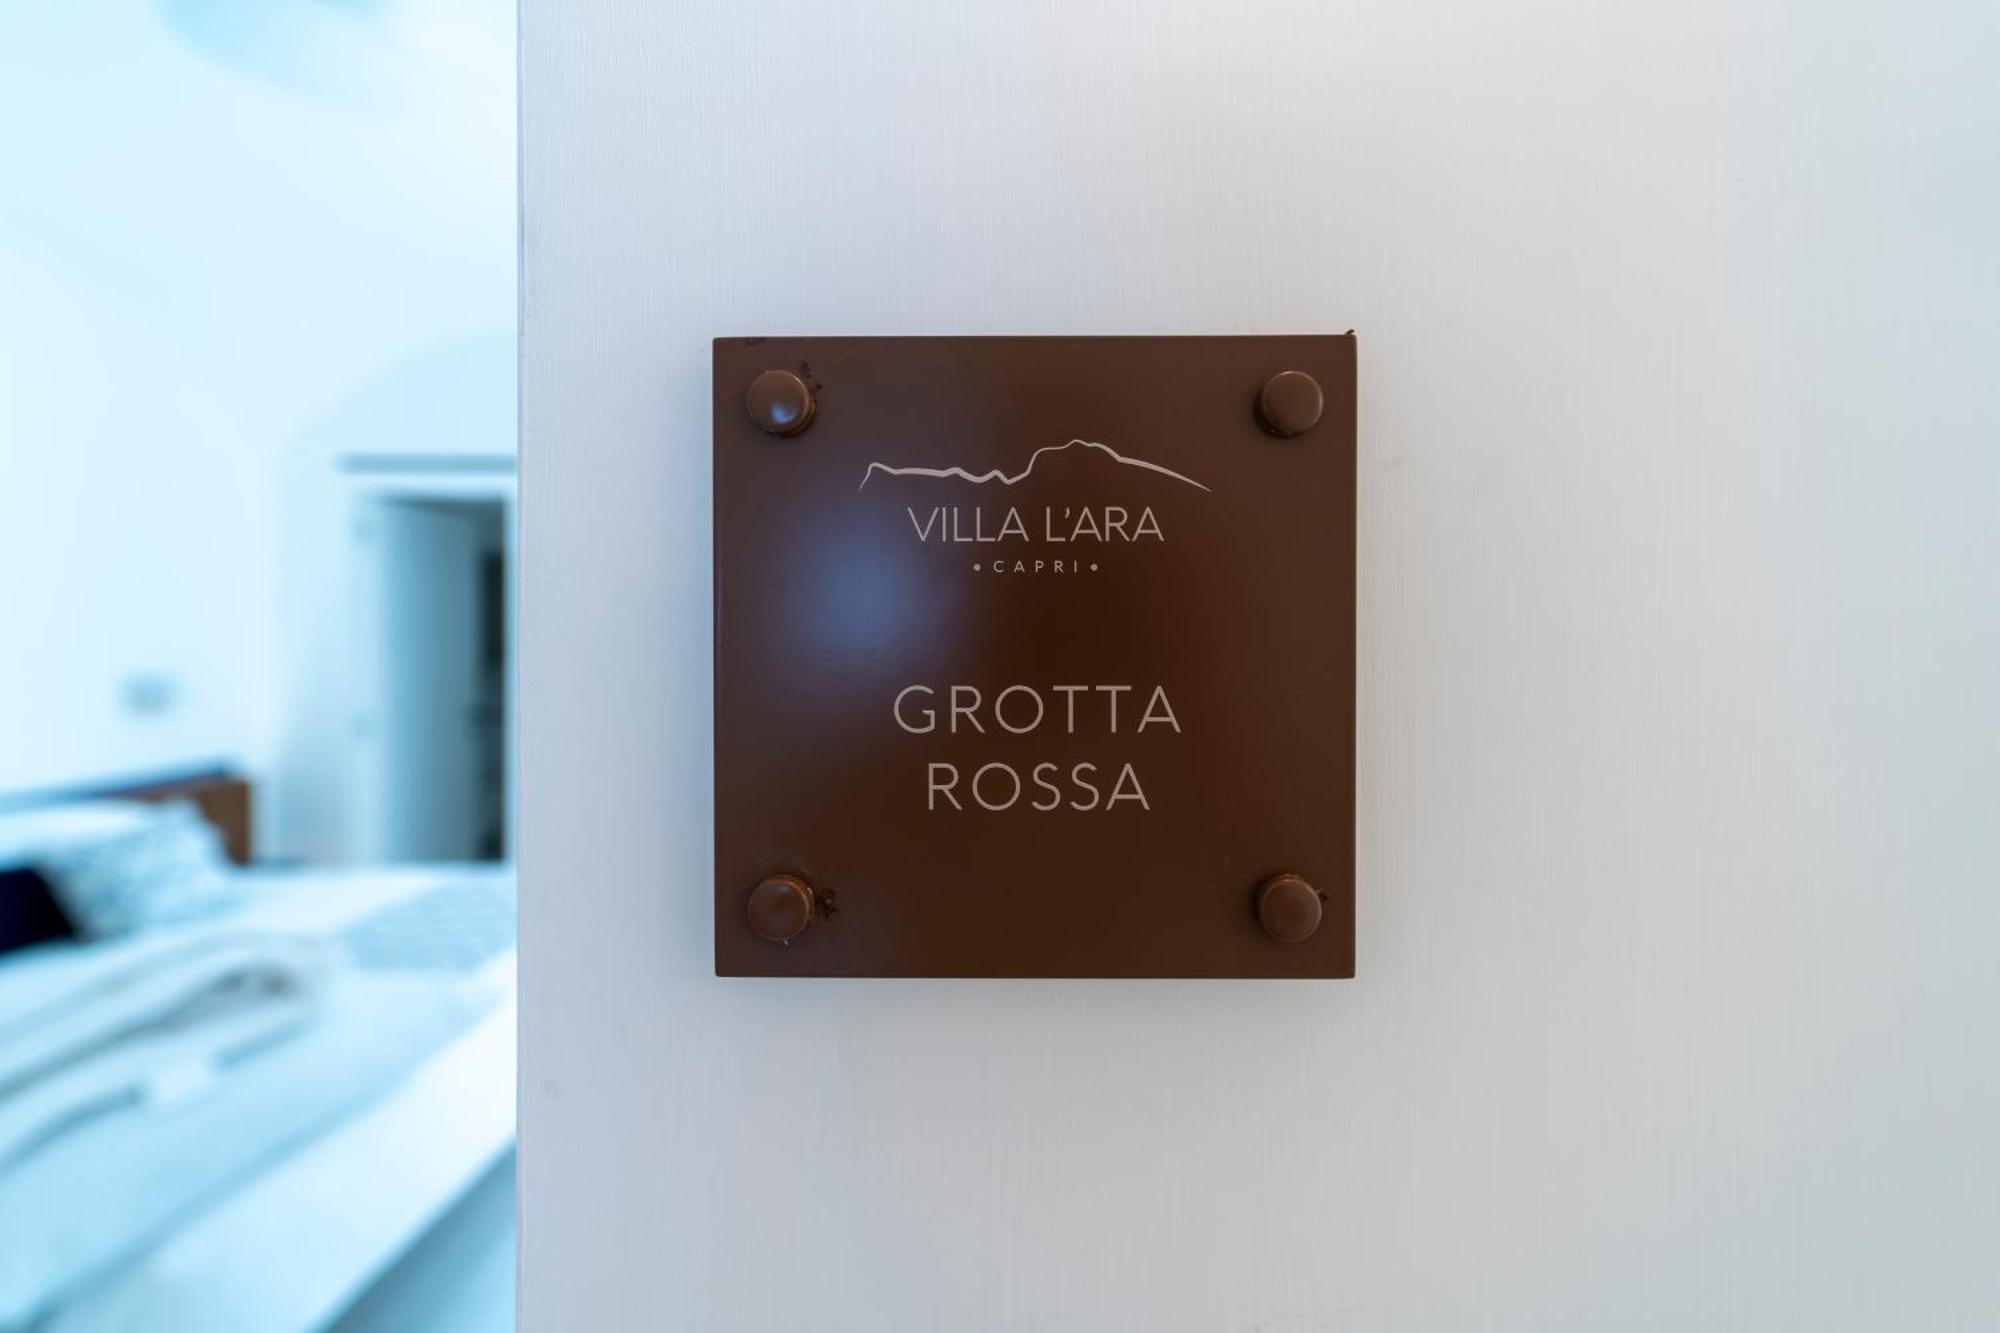 VILLA L'ARA
• CAPRI •
GROTTA
ROSSA